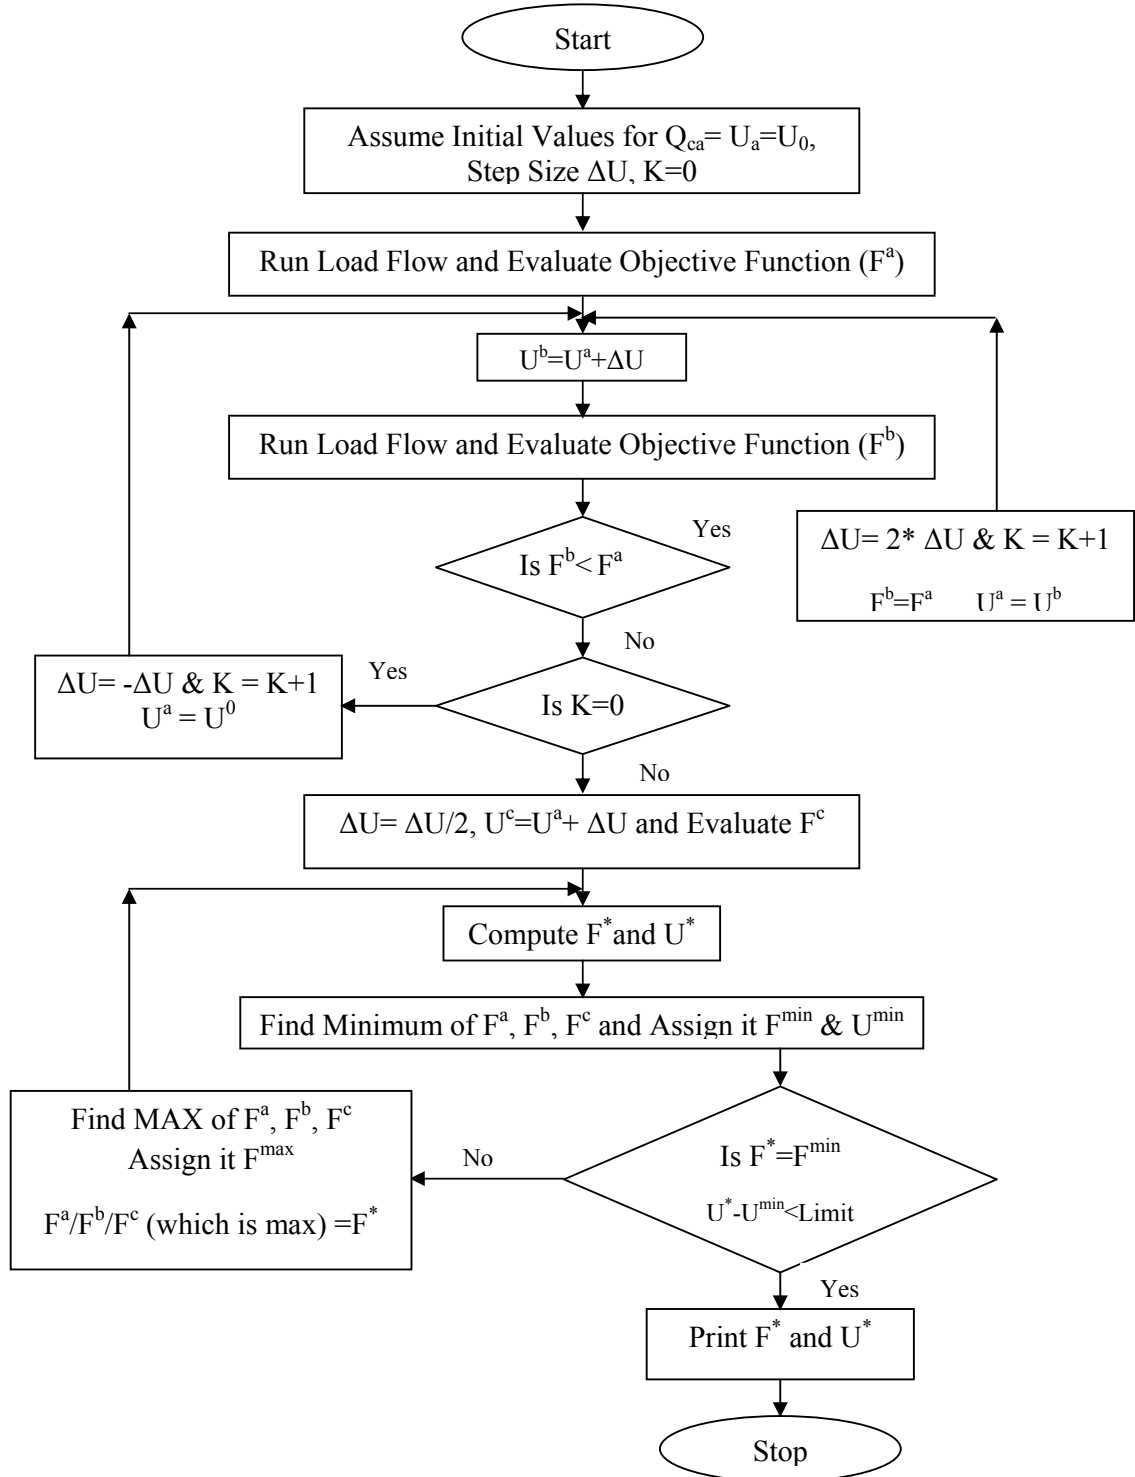 Start
Assume Initial Values for Q_ca= U_a=U_0,
Step Size ΔU, K=0
Run Load Flow and Evaluate Objective Function (F^a)
U^b=U^a+ΔU
Run Load Flow and Evaluate Objective Function (F^b)
Yes
Is F^b< F^a
ΔU= 2* ΔU & K = K+1
F^b=F^a U^a = U^b
No
ΔU= -ΔU & K = K+1
U^a = U^0
Yes
Is K=0
No
ΔU= ΔU/2, U^c=U^a+ ΔU and Evaluate F^c
Compute F^*and U^*
Find Minimum of F^a, F^b, F^c and Assign it F^min & U^min
Find MAX of F^a, F^b, F^c
Assign it F^max
F^a/F^b/F^c (which is max) =F^*
No
Is F^*=F^min
U^*-U^min<Limit
Yes
Print F^* and U^*
Stop